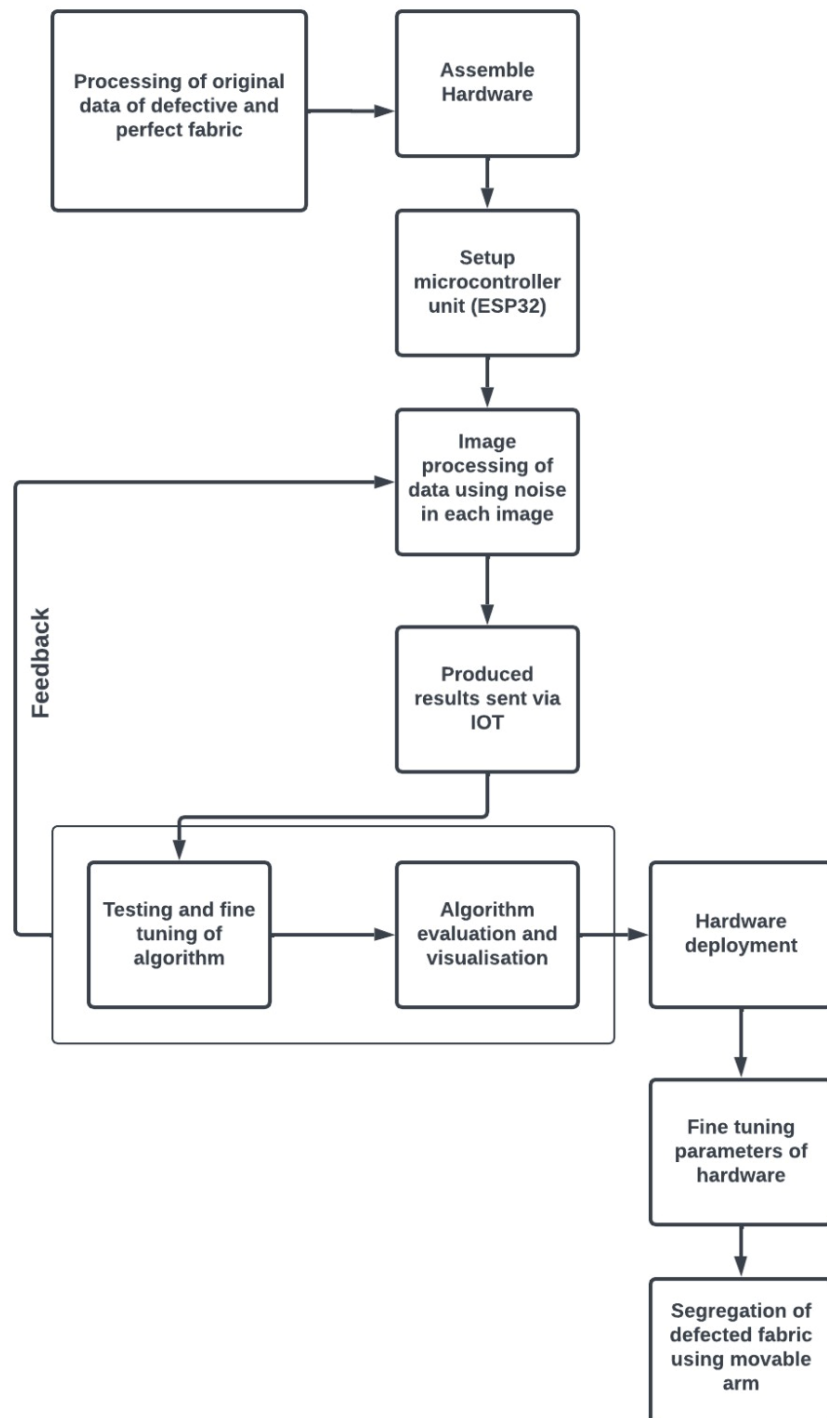 Processing of original
data of defective and
perfect fabric
Assemble
Hardware
Setup
microcontroller
unit (ESP32)
Image
processing of
data using noise
in each image
Produced
results sent via
IOT
Feedback
Testing and fine
tuning of
algorithm
Algorithm
evaluation and
visualisation
Hardware
deployment
Fine tuning
parameters of
hardware
Segregation of
defected fabric
using movable
arm